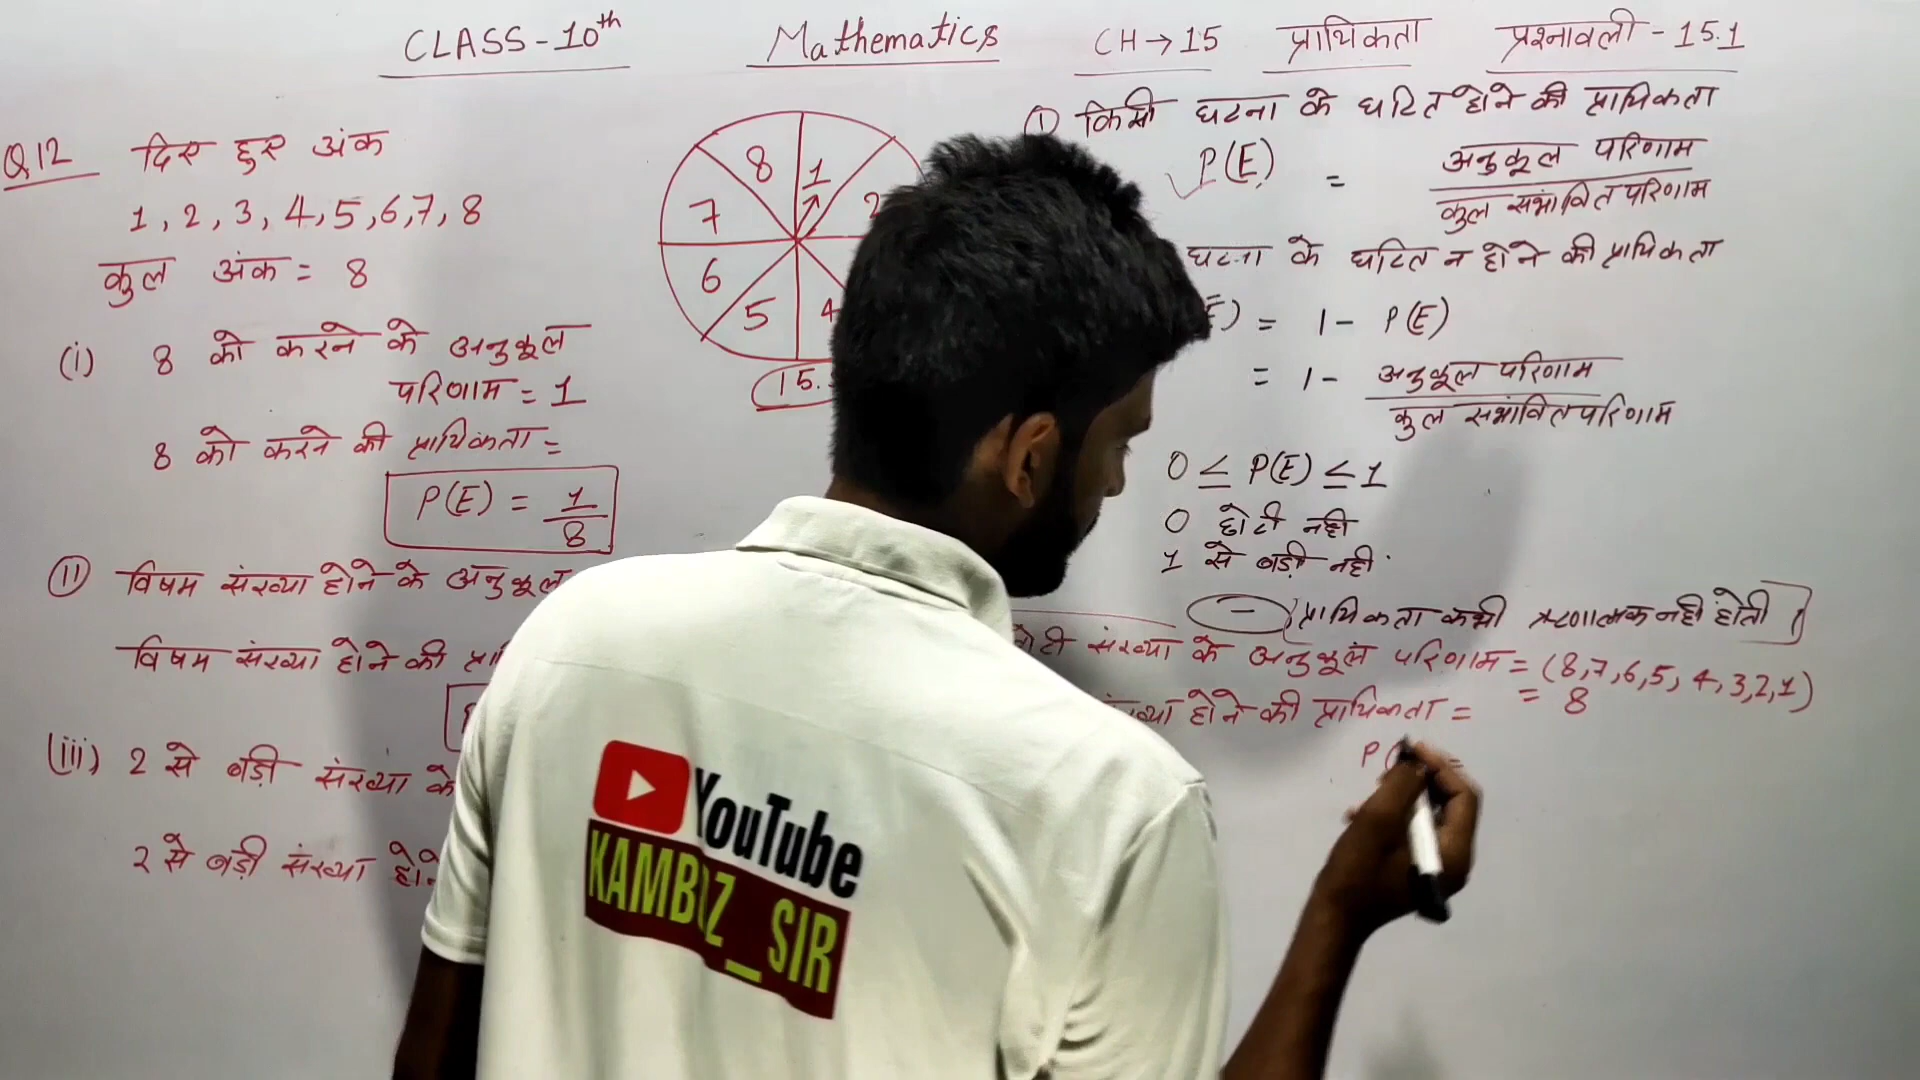 CLASS-10th Mathematics CH→15 प्रायिकता प्रश्नावली-15.1
Q12 दिए हुए अंक
1, 2, 3, 4, 5, 6, 7, 8
कुल अंक = 8
(i) 8 को करने के अनुकूल
परिणाम = 1
8 को करने की प्रायिकता =
P(E) = 1/8
(ii) विषम संख्या होने के अनुकूल
विषम संख्या होने की
(iii) 2 से बड़ी संख्या के
2 से बड़ी संख्या होने
8 1
7 2
6
5 4
15.
① किसी घटना के घटित होने की प्रायिकता
P(E) = अनुकूल परिणाम / कुल संभावित परिणाम
घटना के घटित न होने की प्रायिकता
= 1 - P(E)
= 1 - अनुकूल परिणाम / कुल संभावित परिणाम
0 ≤ P(E) ≤ 1
0 छोटी नही
1 से बड़ी नही
- प्रायिकता कभी ऋणात्मक नही होती
संख्या के अनुकूल परिणाम = (8,7,6,5,4,3,2,1)
= 8
होने की प्रायिकता =
P( =
YouTube
KAMBOZ_SIR